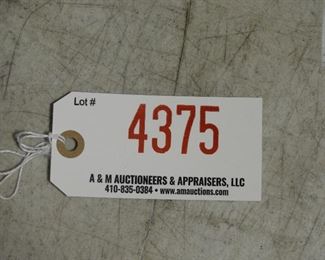 Lot #
4375
A & M AUCTIONEERS & APPRAISERS, LLC
410-835-0384 • www.amauctions.com